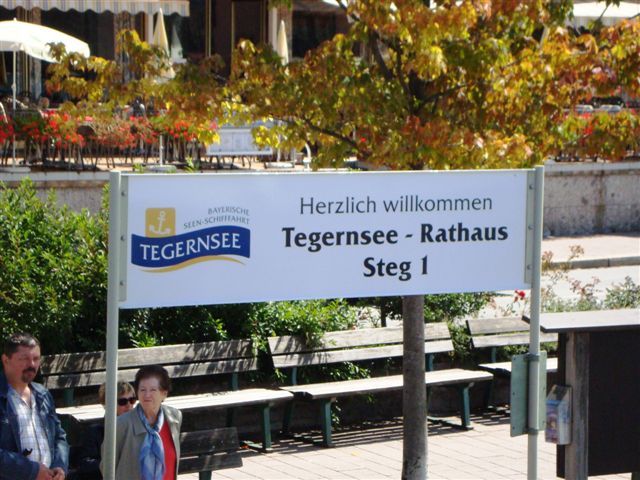 BAYERISCHE
SEEN-SCHIFFFAHRT
TEGERNSEE
Herzlich willkommen
Tegernsee - Rathaus
Steg 1